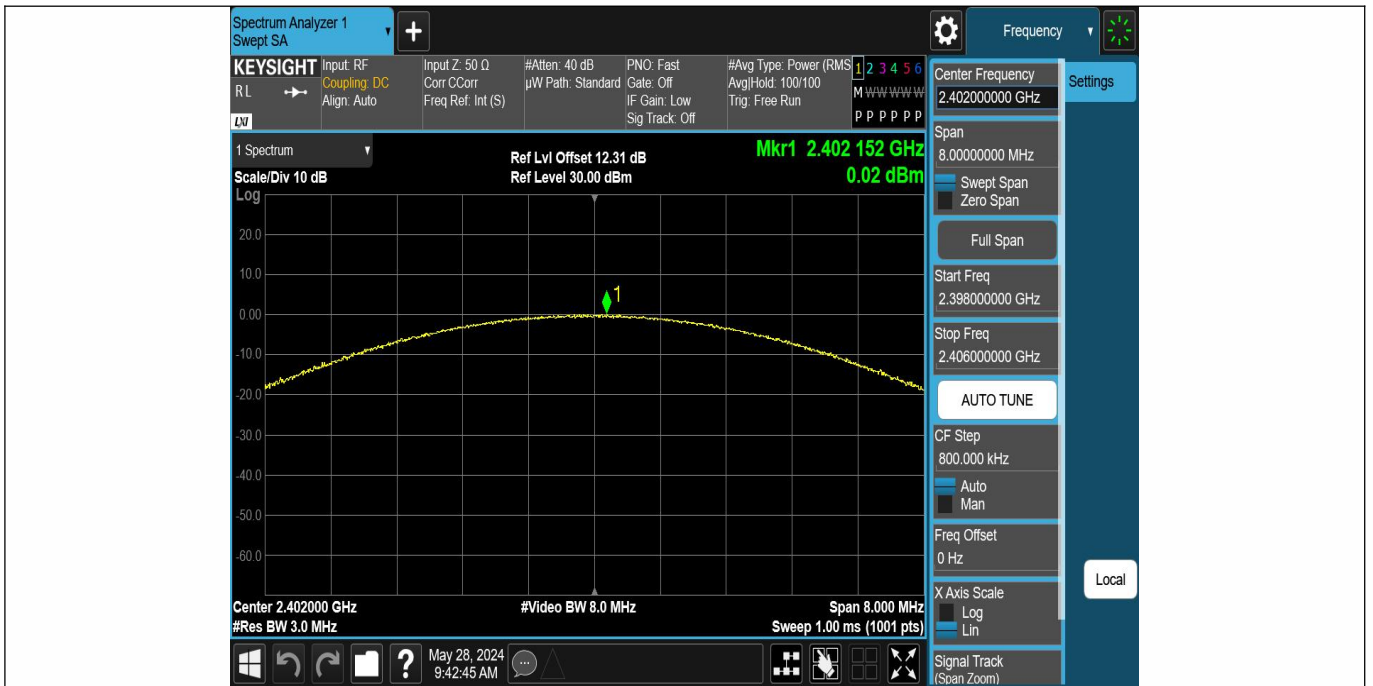 Spectrum Analyzer 1
Swept SA
+
Frequency
KEYSIGHT
RL
LXI
Input: RF
Coupling: DC
Align: Auto
Input Z: 50 Ω
Corr CCorr
Freq Ref: Int (S)
#Atten: 40 dB
µW Path: Standard
PNO: Fast
Gate: Off
IF Gain: Low
Sig Track: Off
#Avg Type: Power (RMS
Avg|Hold: 100/100
Trig: Free Run
1 2 3 4 5 6
M W W W W W
P P P P P P
1 Spectrum
Scale/Div 10 dB
Log
Ref Lvl Offset 12.31 dB
Ref Level 30.00 dBm
Mkr1 2.402 152 GHz
0.02 dBm
20.0
10.0
0.00
-10.0
-20.0
-30.0
-40.0
-50.0
-60.0
1
Center 2.402000 GHz
#Res BW 3.0 MHz
#Video BW 8.0 MHz
Span 8.000 MHz
Sweep 1.00 ms (1001 pts)
Center Frequency
2.402000000 GHz
Settings
Span
8.00000000 MHz
Swept Span
Zero Span
Full Span
Start Freq
2.398000000 GHz
Stop Freq
2.406000000 GHz
AUTO TUNE
CF Step
800.000 kHz
Auto
Man
Freq Offset
0 Hz
Local
X Axis Scale
Log
Lin
Signal Track
(Span Zoom)
?
May 28, 2024
9:42:45 AM